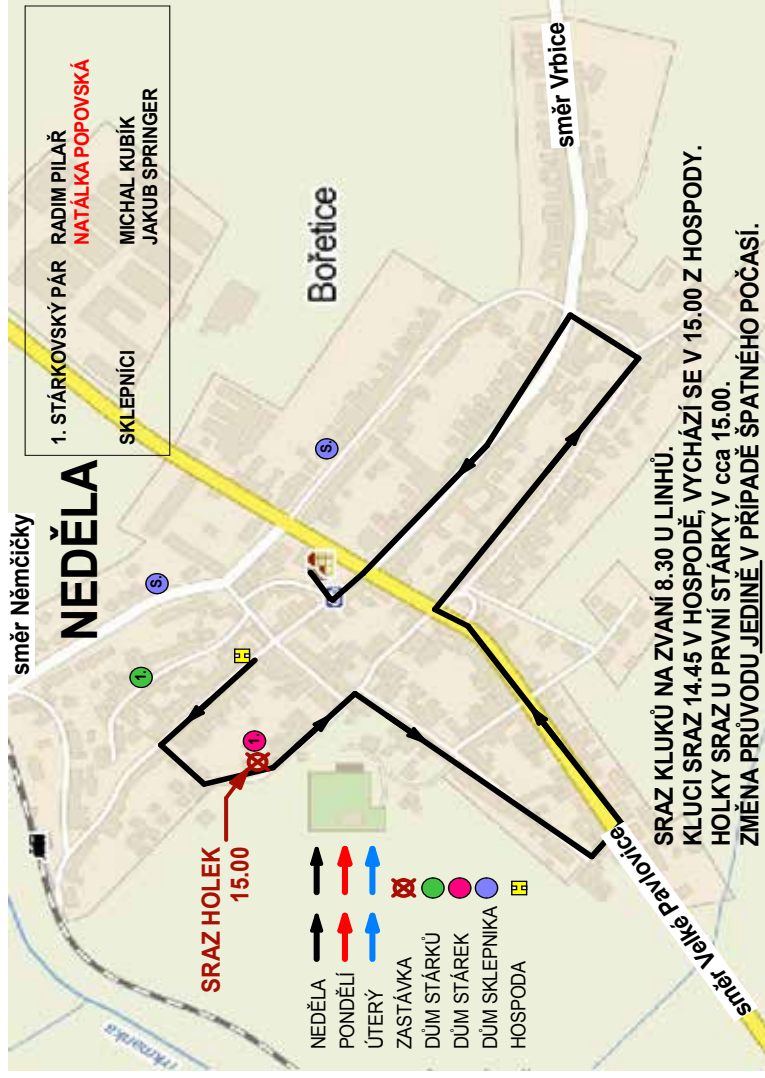 směr Němčičky
NEDĚLA
1. STÁRKOVSKÝ PÁR RADIM PILAŘ
NATÁLKA POPOVSKÁ
SKLEPNÍCI MICHAL KUBÍK
JAKUB SPRINGER
Bořetice
směr Vrbice
S.
S.
1.
H
1.
SRAZ HOLEK
15.00
NEDĚLA
PONDĚLÍ
ÚTERÝ
ZASTÁVKA
DŮM STÁRKŮ
DŮM STÁREK
DŮM SKLEPNIKA
HOSPODA H
směr Velké Pavlovice
SRAZ KLUKŮ NA ZVANÍ 8.30 U LINHŮ.
KLUCI SRAZ 14.45 V HOSPODĚ, VYCHÁZÍ SE V 15.00 Z HOSPODY.
HOLKY SRAZ U PRVNÍ STÁRKY V cca 15.00.
ZMĚNA PRŮVODU JEDINĚ V PŘÍPADĚ ŠPATNÉHO POČASÍ.